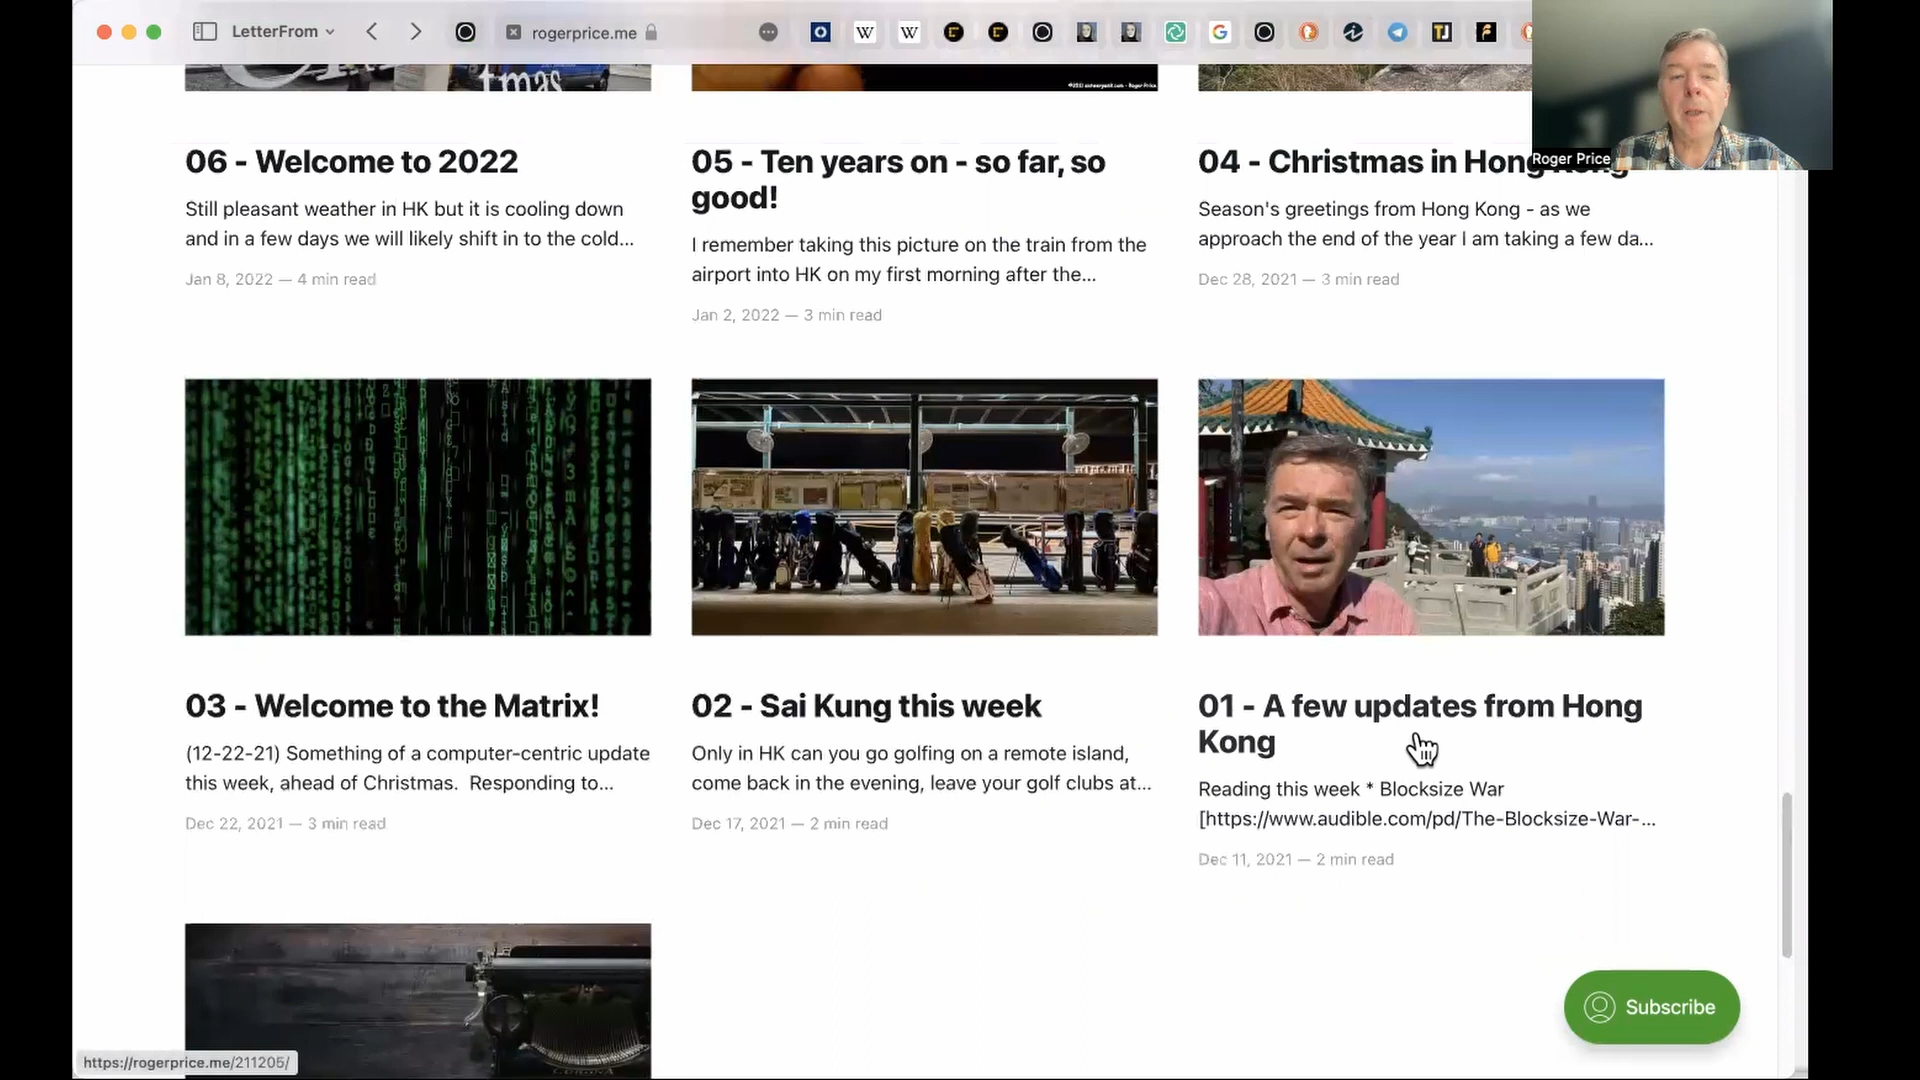 LetterFrom
rogerprice.me
W
W
G
TJ
Roger Price
tmas
©2011 ontwoeyanit.com - Roger Price
06 - Welcome to 2022
Still pleasant weather in HK but it is cooling down
and in a few days we will likely shift in to the cold...
Jan 8, 2022 — 4 min read
05 - Ten years on - so far, so
good!
I remember taking this picture on the train from the
airport into HK on my first morning after the...
Jan 2, 2022 — 3 min read
04 - Christmas in Hong Kong
Season's greetings from Hong Kong - as we
approach the end of the year I am taking a few da...
Dec 28, 2021 — 3 min read
03 - Welcome to the Matrix!
(12-22-21) Something of a computer-centric update
this week, ahead of Christmas. Responding to...
Dec 22, 2021 — 3 min read
02 - Sai Kung this week
Only in HK can you go golfing on a remote island,
come back in the evening, leave your golf clubs at...
Dec 17, 2021 — 2 min read
01 - A few updates from Hong
Kong
Reading this week * Blocksize War
[https://www.audible.com/pd/The-Blocksize-War-...
Dec 11, 2021 — 2 min read
CORONA
Subscribe
https://rogerprice.me/211205/